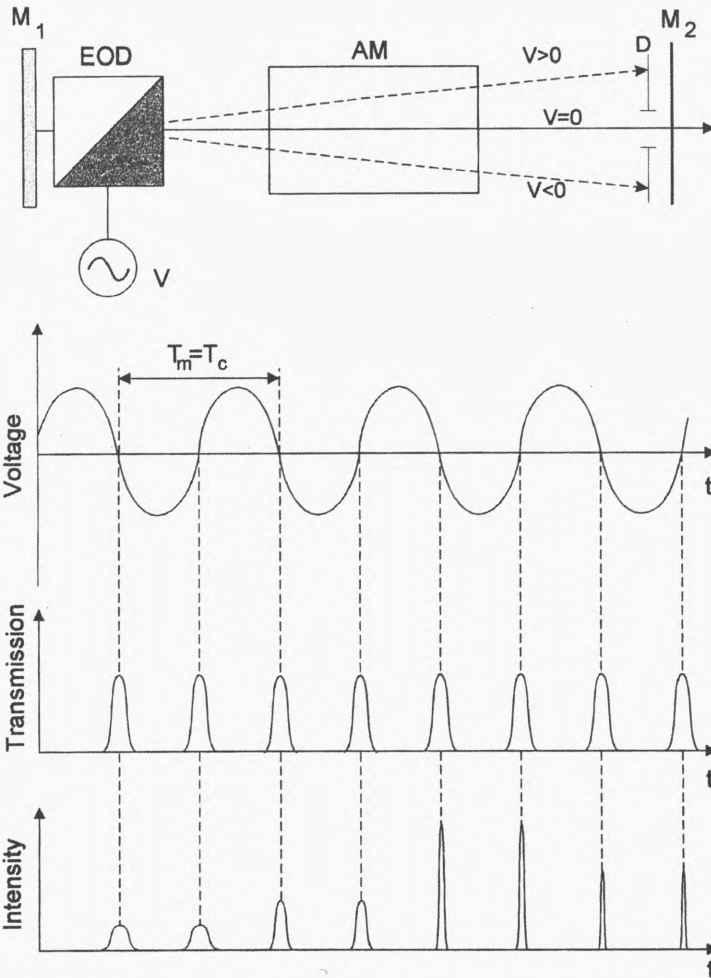 M1 M2
EOD AM D
V>0
V=0
V<0
V
Tm=Tc
Voltage
t
Transmission
t
Intensity
t